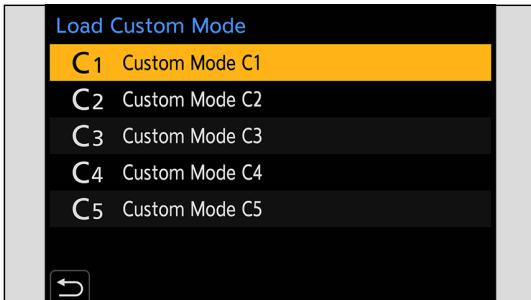 Load Custom Mode
C1 Custom Mode C1
C2 Custom Mode C2
C3 Custom Mode C3
C4 Custom Mode C4
C5 Custom Mode C5